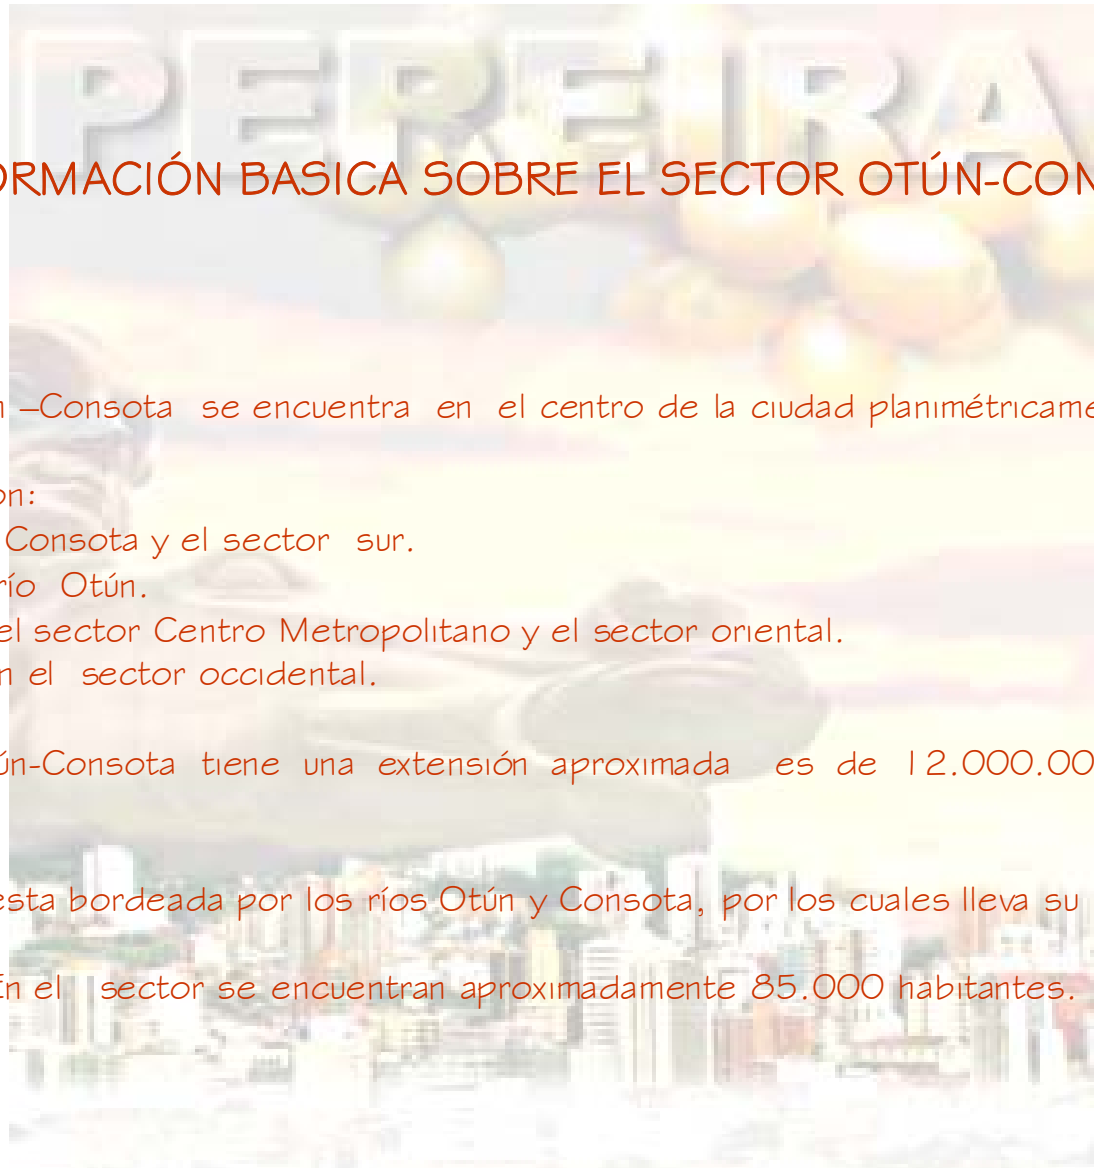 PEREIRA
ORMACIÓN BASICA SOBRE EL SECTOR OTÚN-CON
n –Consota se encuentra en el centro de la ciudad planimétricame
on:
Consota y el sector sur.
río Otún.
el sector Centro Metropolitano y el sector oriental.
n el sector occidental.
ún-Consota tiene una extensión aproximada es de 12.000.00
esta bordeada por los ríos Otún y Consota, por los cuales lleva su
En el sector se encuentran aproximadamente 85.000 habitantes.